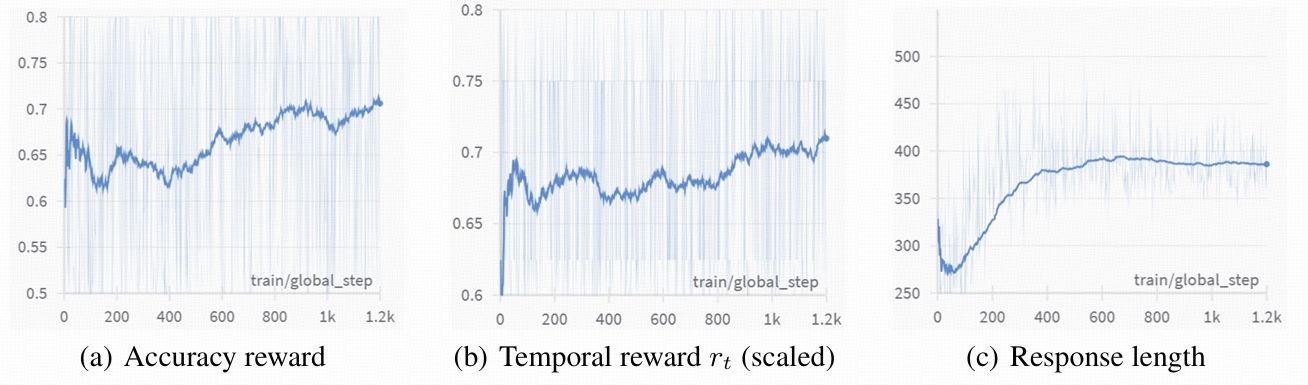 0.8
0.75
0.7
0.65
0.6
0.55
0.5
train/global_step
0 200 400 600 800 1k 1.2k
(a) Accuracy reward
0.8
0.75
0.7
0.65
0.6
train/global_step
0 200 400 600 800 1k 1.2k
(b) Temporal reward r_t (scaled)
500
450
400
350
300
250
train/global_step
0 200 400 600 800 1k 1.2k
(c) Response length